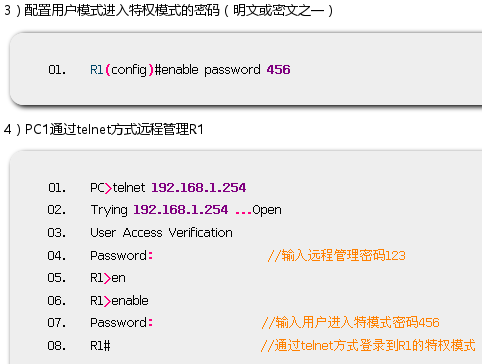 3）配置用户模式进入特权模式的密码（明文或密文之一）
01. R1(config)#enable password 456
4）PC1通过telnet方式远程管理R1
01. PC>telnet 192.168.1.254
02. Trying 192.168.1.254 ...Open
03. User Access Verification
04. Password: //输入远程管理密码123
05. R1>en
06. R1>enable
07. Password: //输入用户进入特模式密码456
08. R1# //通过telnet方式登录到R1的特权模式